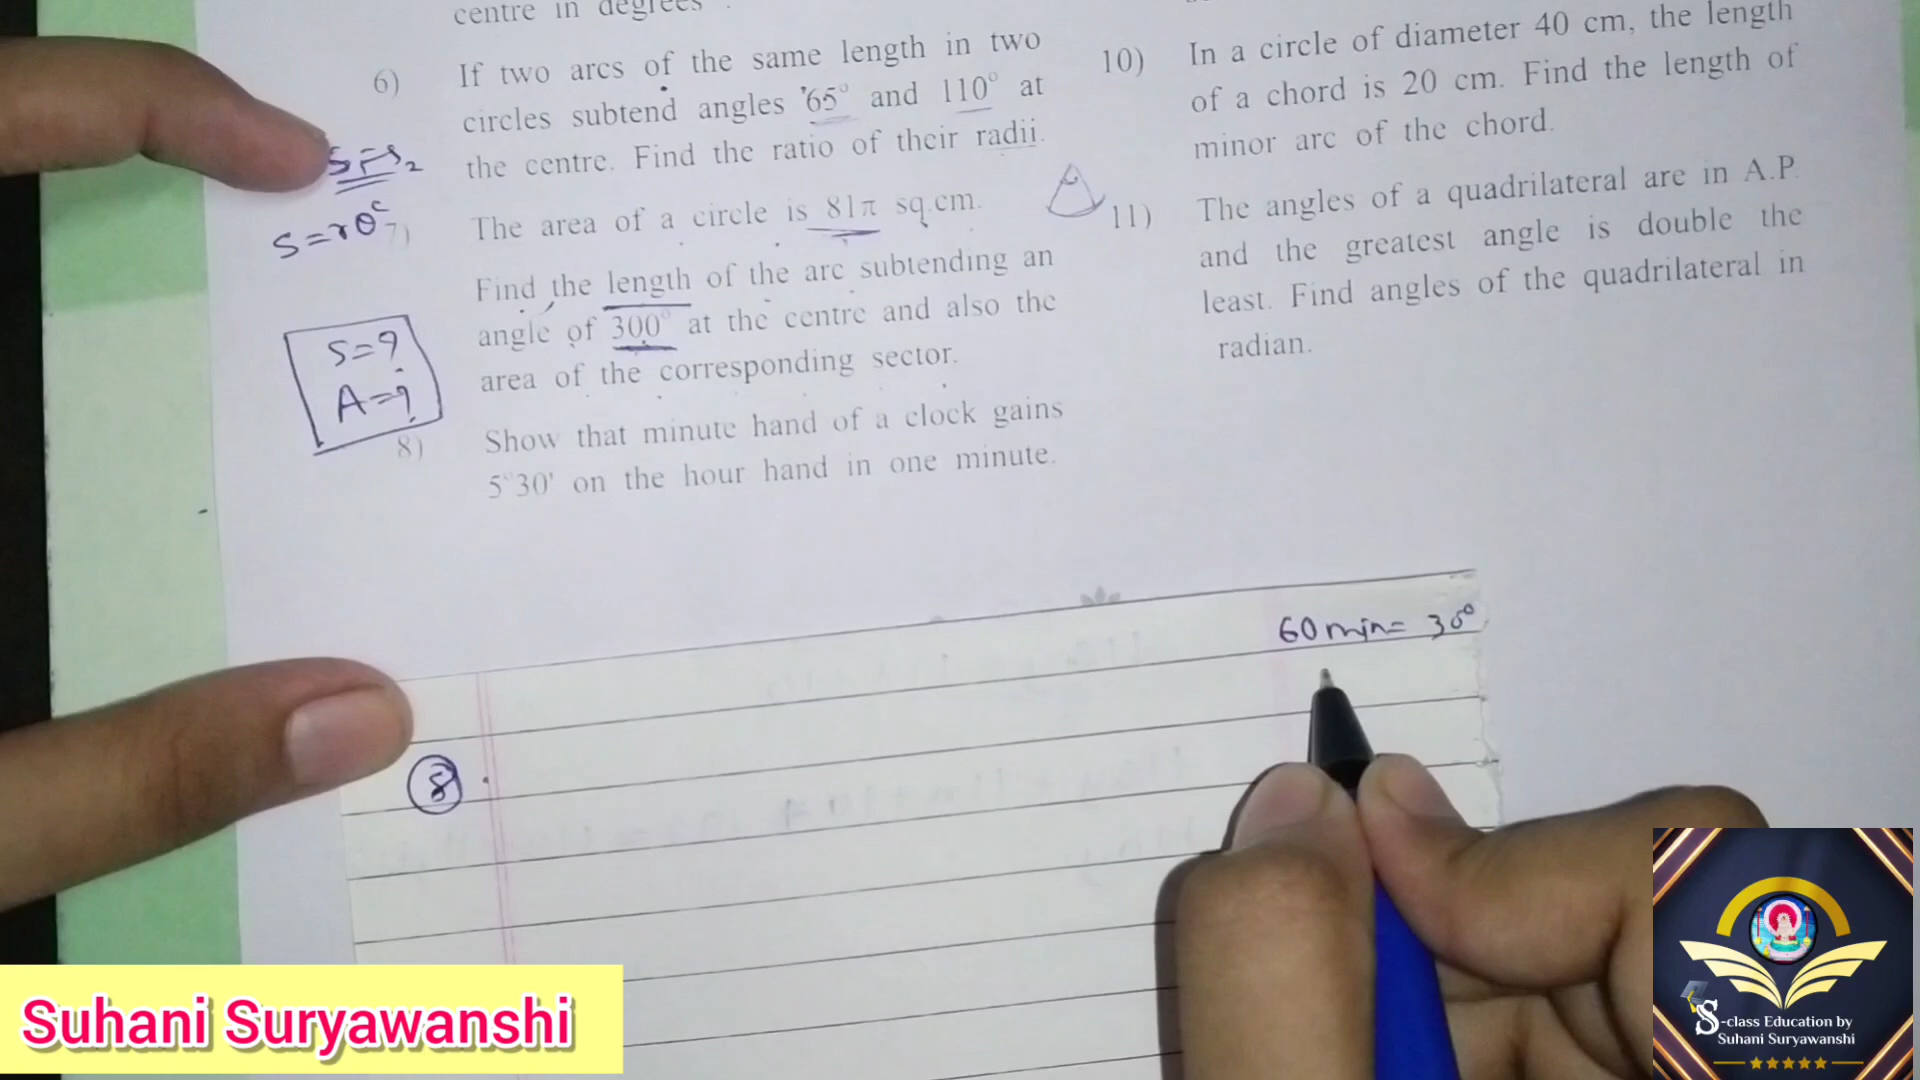 centre in degrees .
6) If two arcs of the same length in two
circles subtend angles 65° and 110° at
the centre. Find the ratio of their radii.
S₁=S₂
S=rθᶜ
7) The area of a circle is 81π sq.cm.
Find the length of the arc subtending an
angle of 300° at the centre and also the
area of the corresponding sector.
S=?
A=?
8) Show that minute hand of a clock gains
5°30' on the hour hand in one minute.
10) In a circle of diameter 40 cm, the length
of a chord is 20 cm. Find the length of
minor arc of the chord.
11) The angles of a quadrilateral are in A.P.
and the greatest angle is double the
least. Find angles of the quadrilateral in
radian.
60 min = 30°
8
Suhani Suryawanshi
S-class Education by
Suhani Suryawanshi